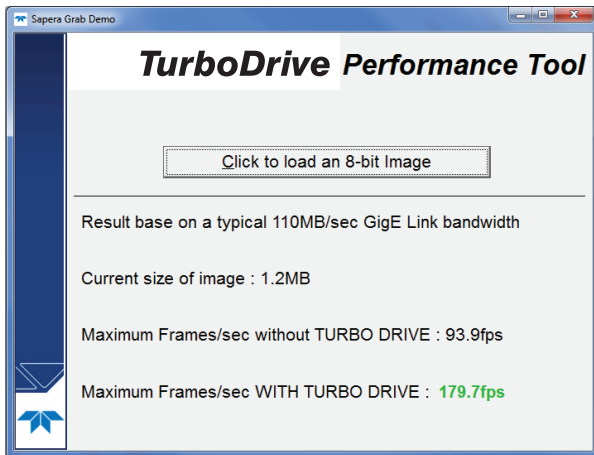 Sapera Grab Demo
TurboDrive Performance Tool
Click to load an 8-bit Image
Result base on a typical 110MB/sec GigE Link bandwidth
Current size of image : 1.2MB
Maximum Frames/sec without TURBO DRIVE : 93.9fps
Maximum Frames/sec WITH TURBO DRIVE : 179.7fps